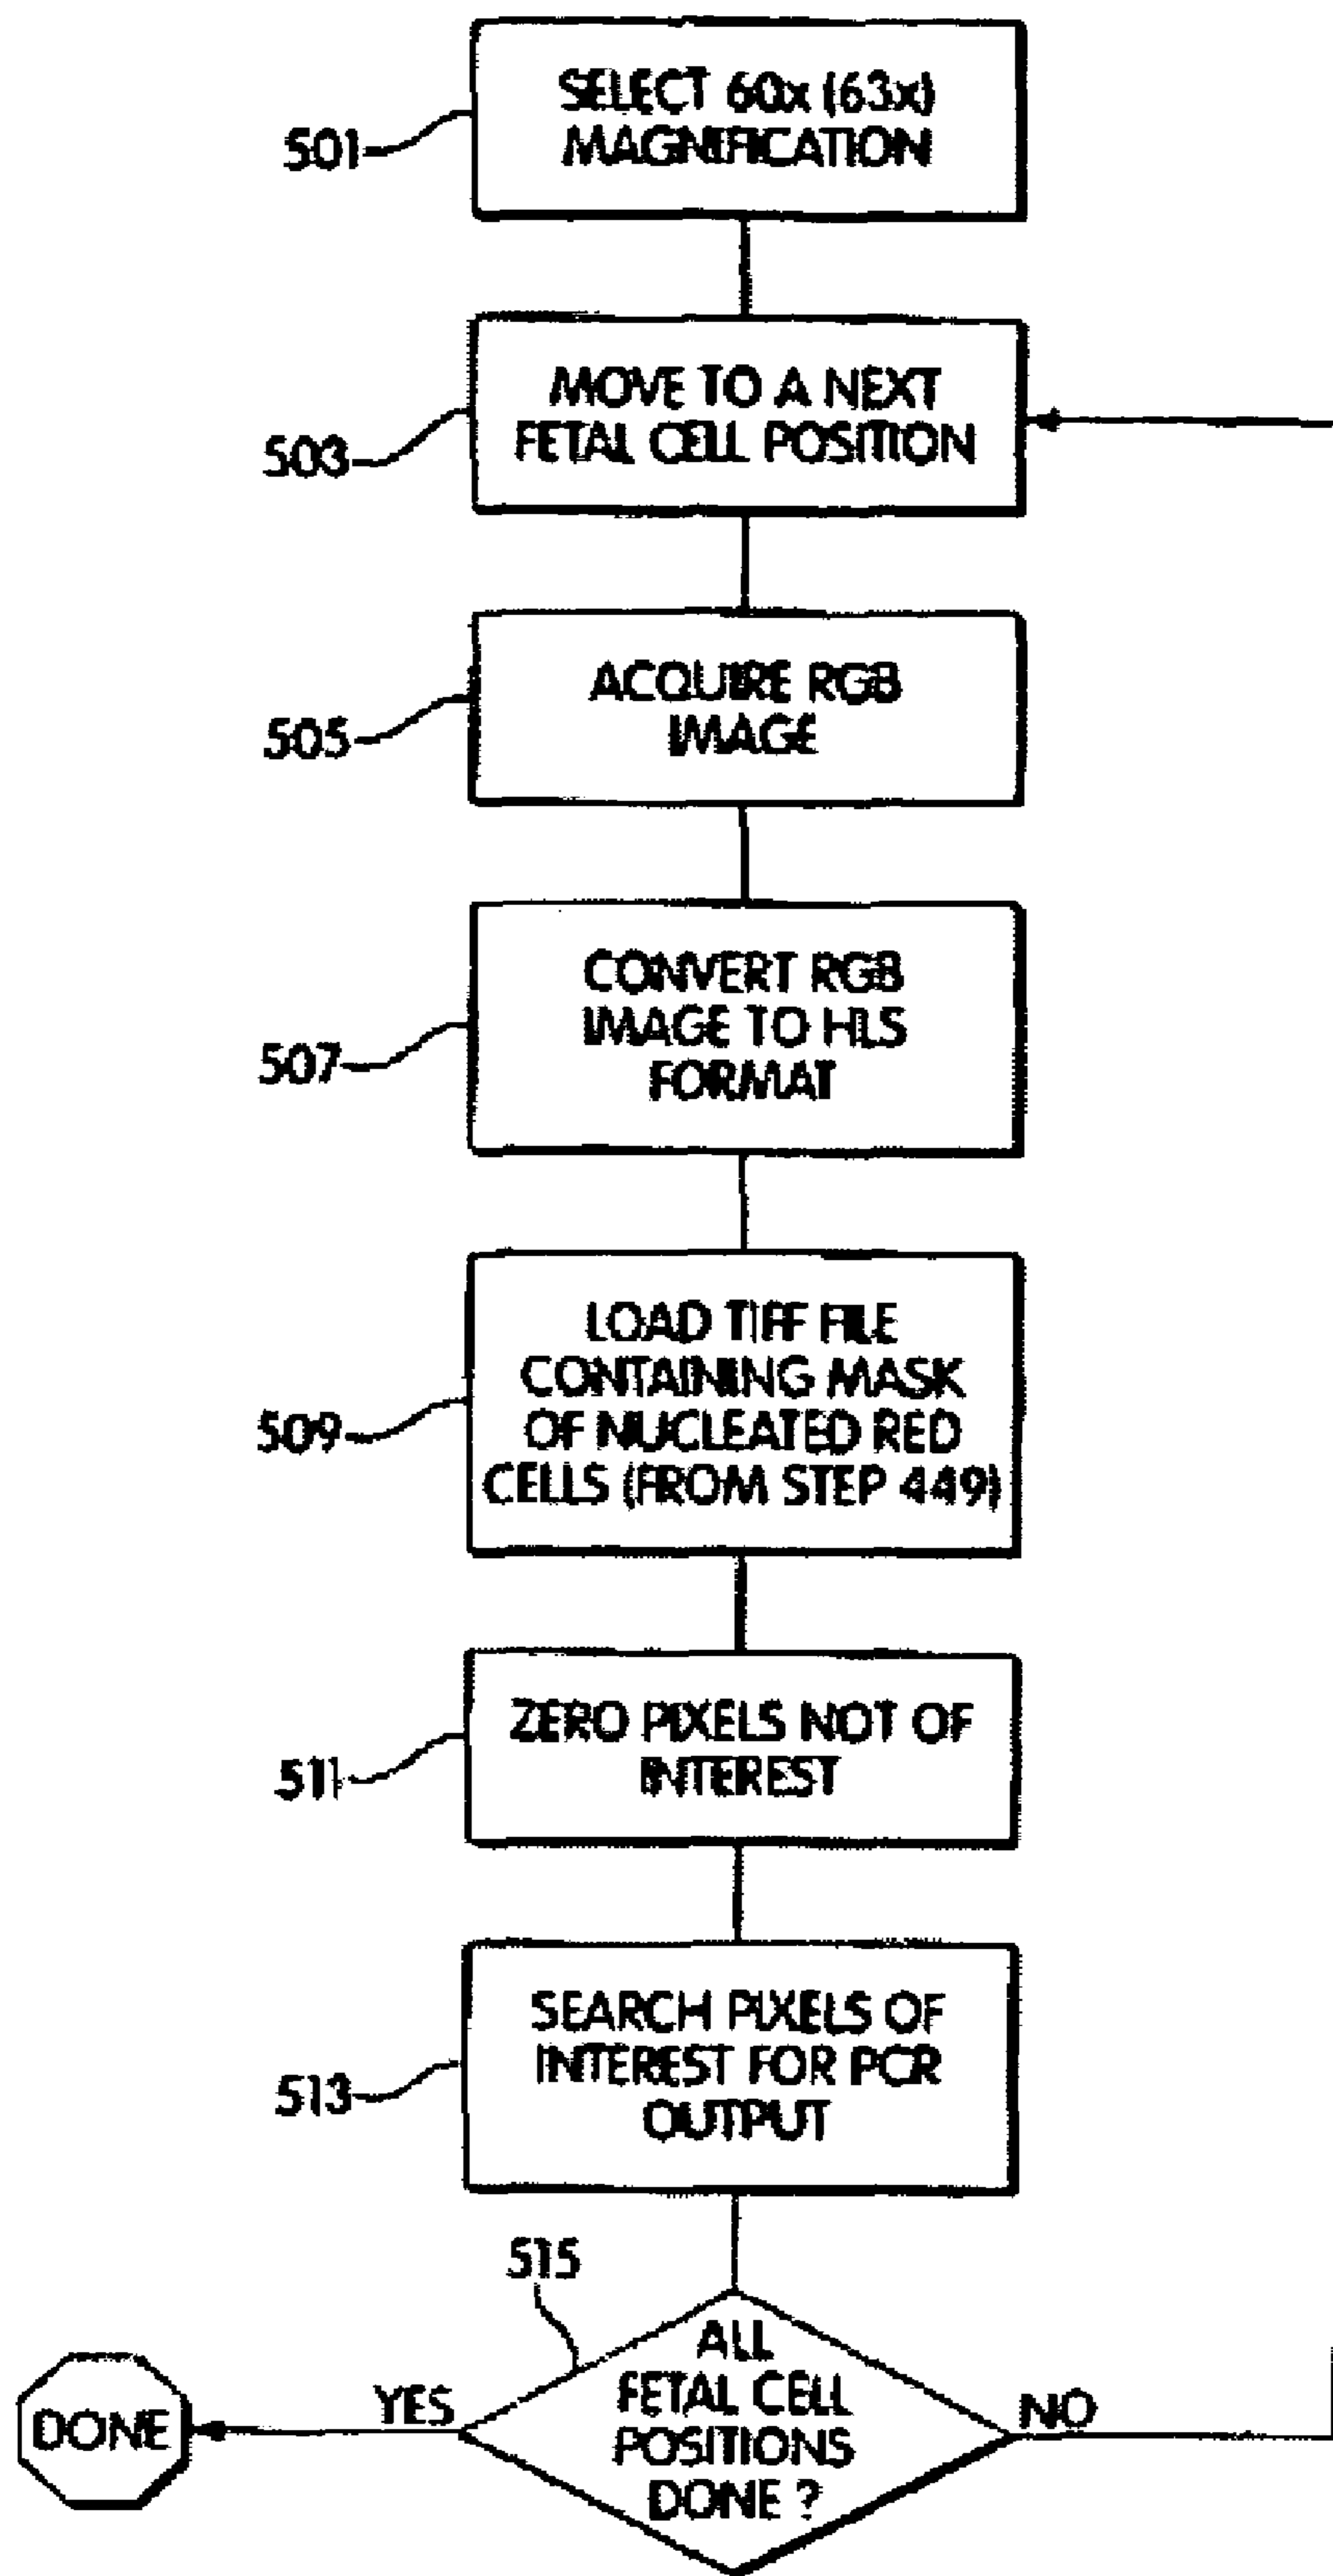 SELECT 60x (63x)
MAGNIFICATION
501
MOVE TO A NEXT
FETAL CELL POSITION
503
ACQUIRE RGB
IMAGE
505
CONVERT RGB
IMAGE TO HLS
FORMAT
507
LOAD TIFF FILE
CONTAINING MASK
OF NUCLEATED RED
CELLS (FROM STEP 449)
509
ZERO PIXELS NOT OF
INTEREST
511
SEARCH PIXELS OF
INTEREST FOR PCR
OUTPUT
513
515
ALL
FETAL CELL
POSITIONS
DONE ?
YES
NO
DONE